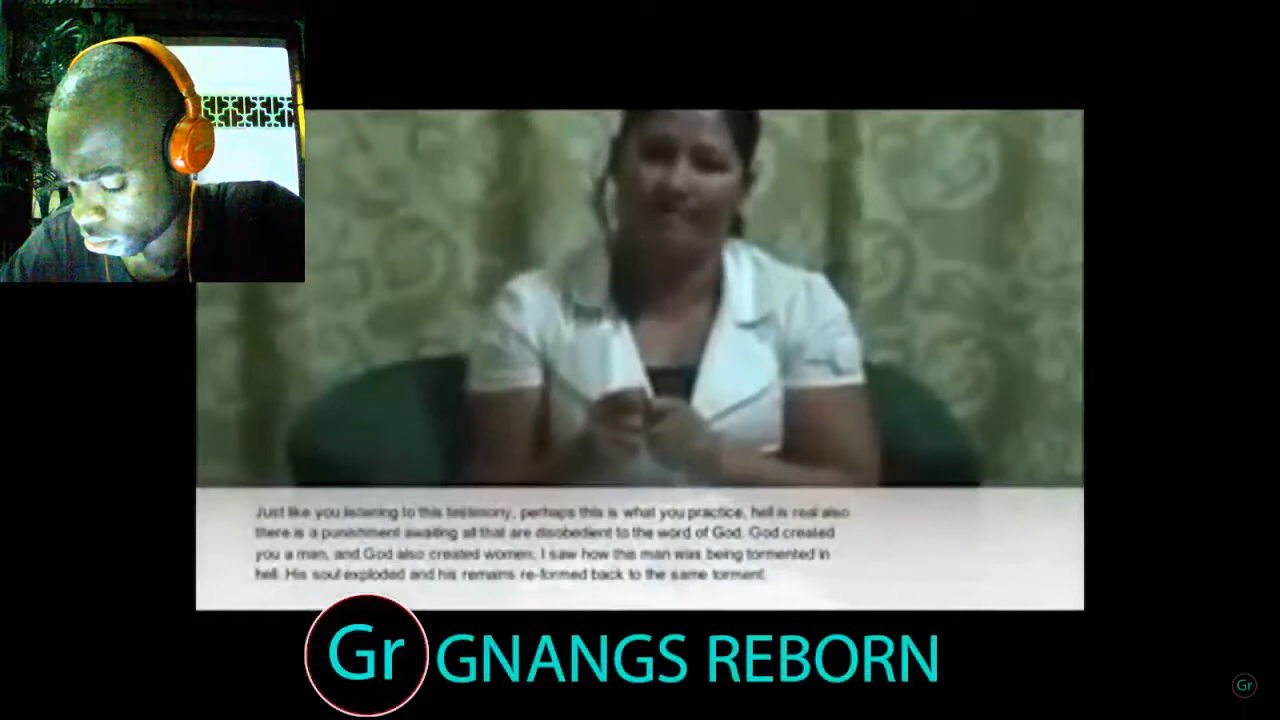 Just like you listening to this testimony, perhaps this is what you practice, hell is real also
there is a punishment awaiting all that are disobedient to the word of God. God created
you a man, and God also created women. I saw how this man was being tormented in
hell. His soul exploded and his remains re-formed back to the same torment.
Gr GNANGS REBORN
Gr